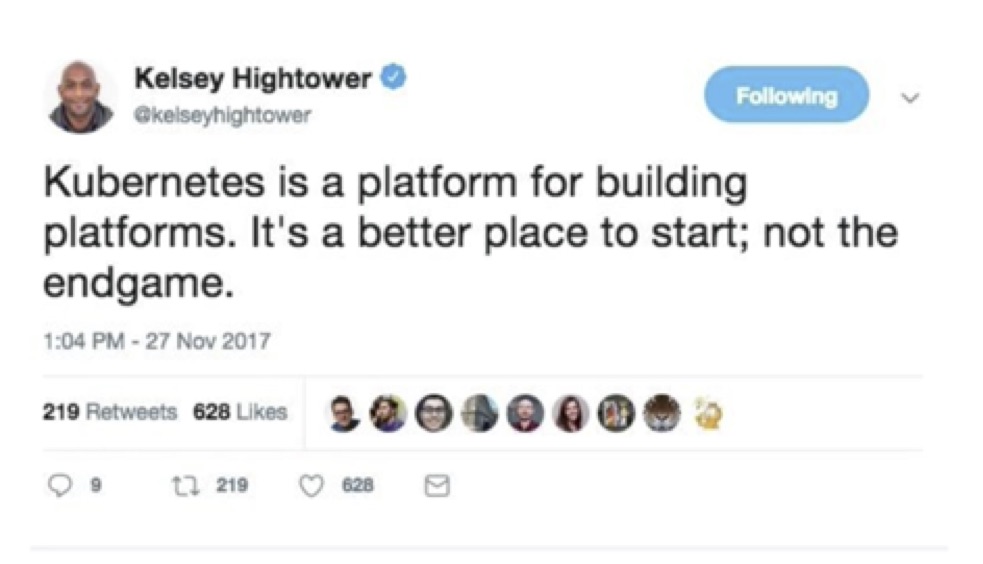 Kelsey Hightower
@kelseyhightower
Following
Kubernetes is a platform for building
platforms. It's a better place to start; not the
endgame.
1:04 PM - 27 Nov 2017
219 Retweets 628 Likes
9 219 628